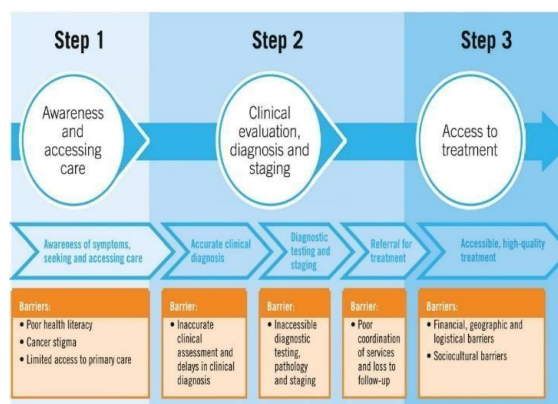 Step 1
Step 2
Step 3
Awareness
and
accessing
care
Clinical
evaluation,
diagnosis and
staging
Access to
treatment
Awareness of symptoms,
seeking and accessing care
Accurate clinical
diagnosis
Diagnostic
testing and
staging
Referral for
treatment
Accessible, high-quality
treatment
Barriers:
• Poor health literacy
• Cancer stigma
• Limited access to primary care
Barrier:
• Inaccurate
clinical
assessment and
delays in clinical
diagnosis
Barrier:
• Inaccessible
diagnostic
testing,
pathology
and staging
Barrier:
• Poor
coordination
of services
and loss to
follow-up
Barriers:
• Financial, geographic and
logistical barriers
• Sociocultural barriers